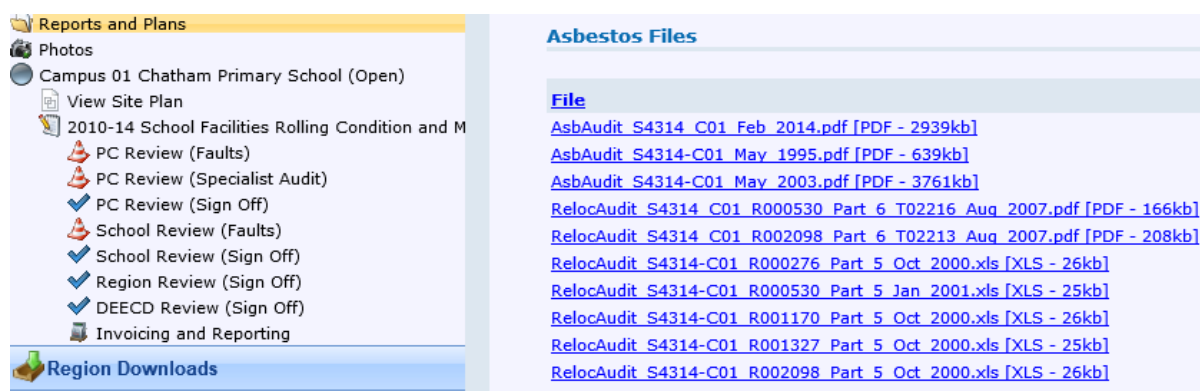 Reports and Plans
Photos
Campus 01 Chatham Primary School (Open)
View Site Plan
2010-14 School Facilities Rolling Condition and M
PC Review (Faults)
PC Review (Specialist Audit)
PC Review (Sign Off)
School Review (Faults)
School Review (Sign Off)
Region Review (Sign Off)
DEECD Review (Sign Off)
Invoicing and Reporting
Region Downloads
Asbestos Files
File
AsbAudit_S4314_C01_Feb_2014.pdf [PDF - 2939kb]
AsbAudit_S4314-C01_May_1995.pdf [PDF - 639kb]
AsbAudit_S4314-C01_May_2003.pdf [PDF - 3761kb]
RelocAudit_S4314_C01_R000530_Part_6_T02216_Aug_2007.pdf [PDF - 166kb]
RelocAudit_S4314_C01_R002098_Part_6_T02213_Aug_2007.pdf [PDF - 208kb]
RelocAudit_S4314-C01_R000276_Part_5_Oct_2000.xls [XLS - 26kb]
RelocAudit_S4314-C01_R000530_Part_5_Jan_2001.xls [XLS - 25kb]
RelocAudit_S4314-C01_R001170_Part_5_Oct_2000.xls [XLS - 26kb]
RelocAudit_S4314-C01_R001327_Part_5_Oct_2000.xls [XLS - 25kb]
RelocAudit_S4314-C01_R002098_Part_5_Oct_2000.xls [XLS - 26kb]